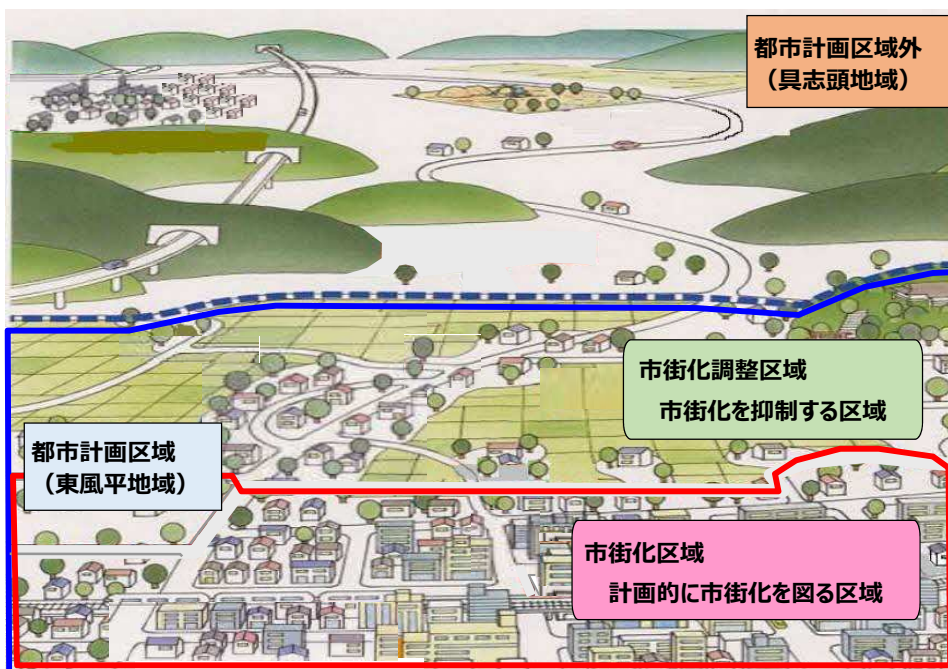 都市計画区域外
（具志頭地域）
市街化調整区域
市街化を抑制する区域
都市計画区域
（東風平地域）
市街化区域
計画的に市街化を図る区域